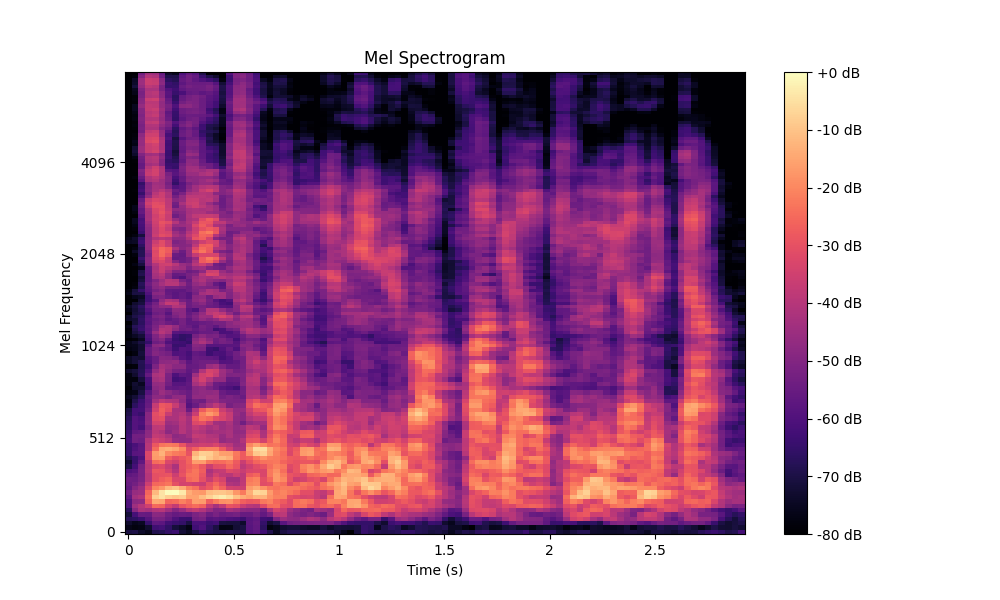 Mel Spectrogram
+0 dB
-10 dB
-20 dB
-30 dB
-40 dB
-50 dB
-60 dB
-70 dB
-80 dB
Mel Frequency
4096
2048
1024
512
0
0 0.5 1 1.5 2 2.5
Time (s)